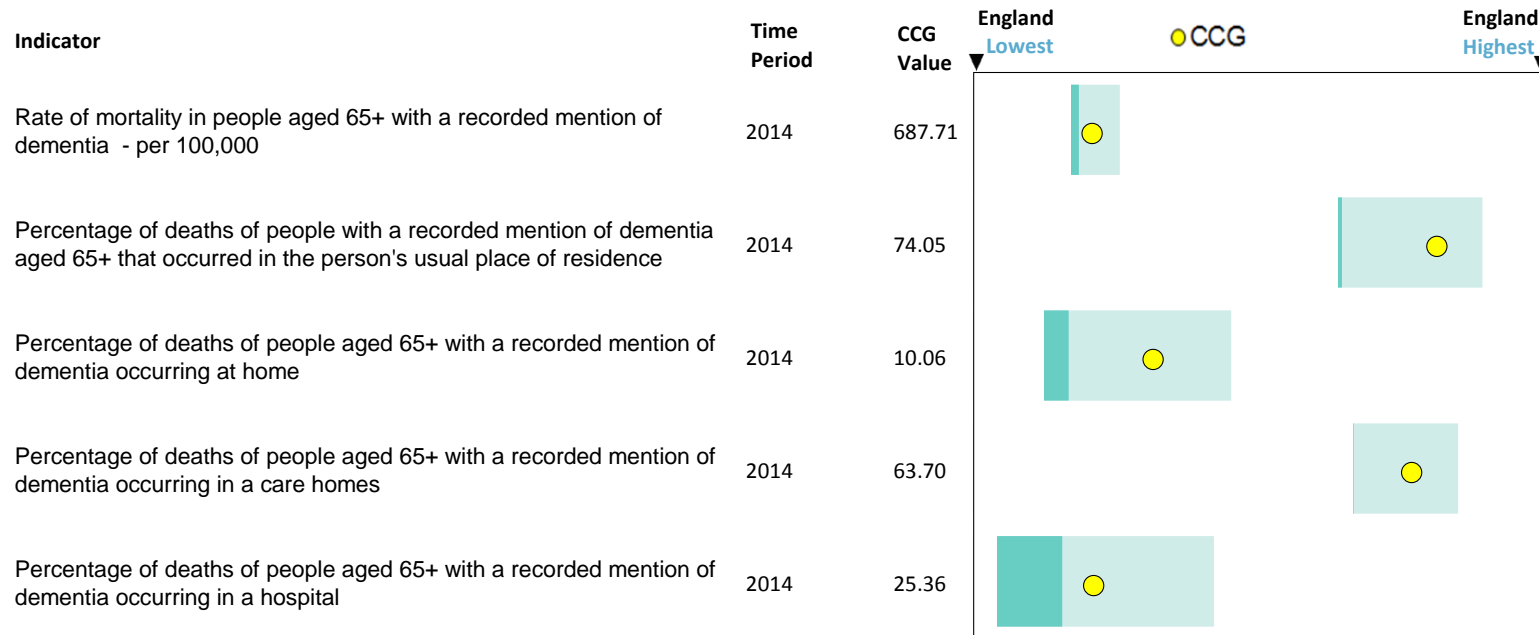 Indicator
Time Period
CCG Value
England Lowest
CCG
England Highest
Rate of mortality in people aged 65+ with a recorded mention of
dementia - per 100,000
2014
687.71
Percentage of deaths of people with a recorded mention of dementia
aged 65+ that occurred in the person's usual place of residence
2014
74.05
Percentage of deaths of people aged 65+ with a recorded mention of
dementia occurring at home
2014
10.06
Percentage of deaths of people aged 65+ with a recorded mention of
dementia occurring in a care homes
2014
63.70
Percentage of deaths of people aged 65+ with a recorded mention of
dementia occurring in a hospital
2014
25.36